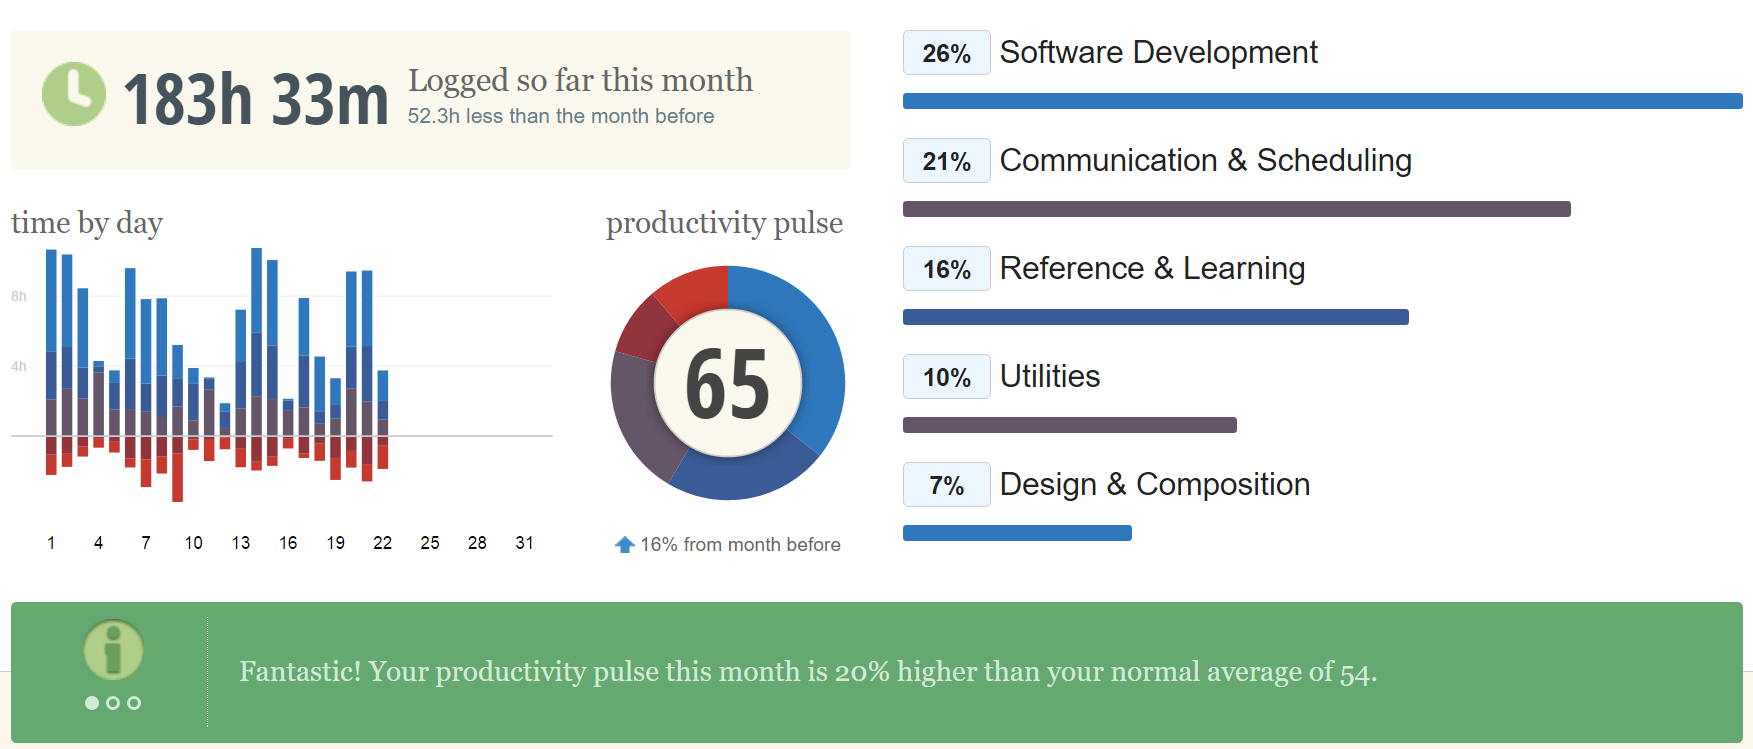 183h 33m
Logged so far this month
52.3h less than the month before
time by day
8h
4h
1 4 7 10 13 16 19 22 25 28 31
productivity pulse
65
16% from month before
26% Software Development
21% Communication & Scheduling
16% Reference & Learning
10% Utilities
7% Design & Composition
Fantastic! Your productivity pulse this month is 20% higher than your normal average of 54.